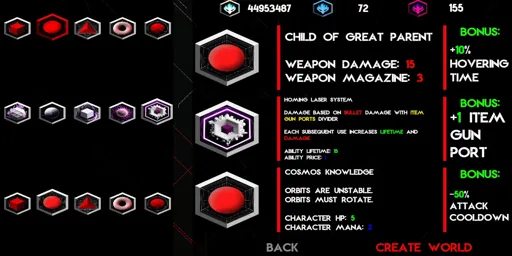 44953487 72 155
CHILD OF GREAT PARENT
WEAPON DAMAGE: 15
WEAPON MAGAZINE: 3
BONUS:
+10%
HOVERING
TIME
HOMING LASER SYSTEM
DAMAGE BASED ON BULLET DAMAGE WITH ITEM
GUN PORTS DIVIDER
EACH SUBSEQUENT USE INCREASES LIFETIME AND
DAMAGE.
ABILITY LIFETIME: 15
ABILITY PRICE:
BONUS:
+1 ITEM
GUN
PORT
COSMOS KNOWLEDGE
ORBITS ARE UNSTABLE.
ORBITS MUST ROTATE.
CHARACTER HP: 5
CHARACTER MANA: 2
BONUS:
-50%
ATTACK
COOLDOWN
BACK
CREATE WORLD